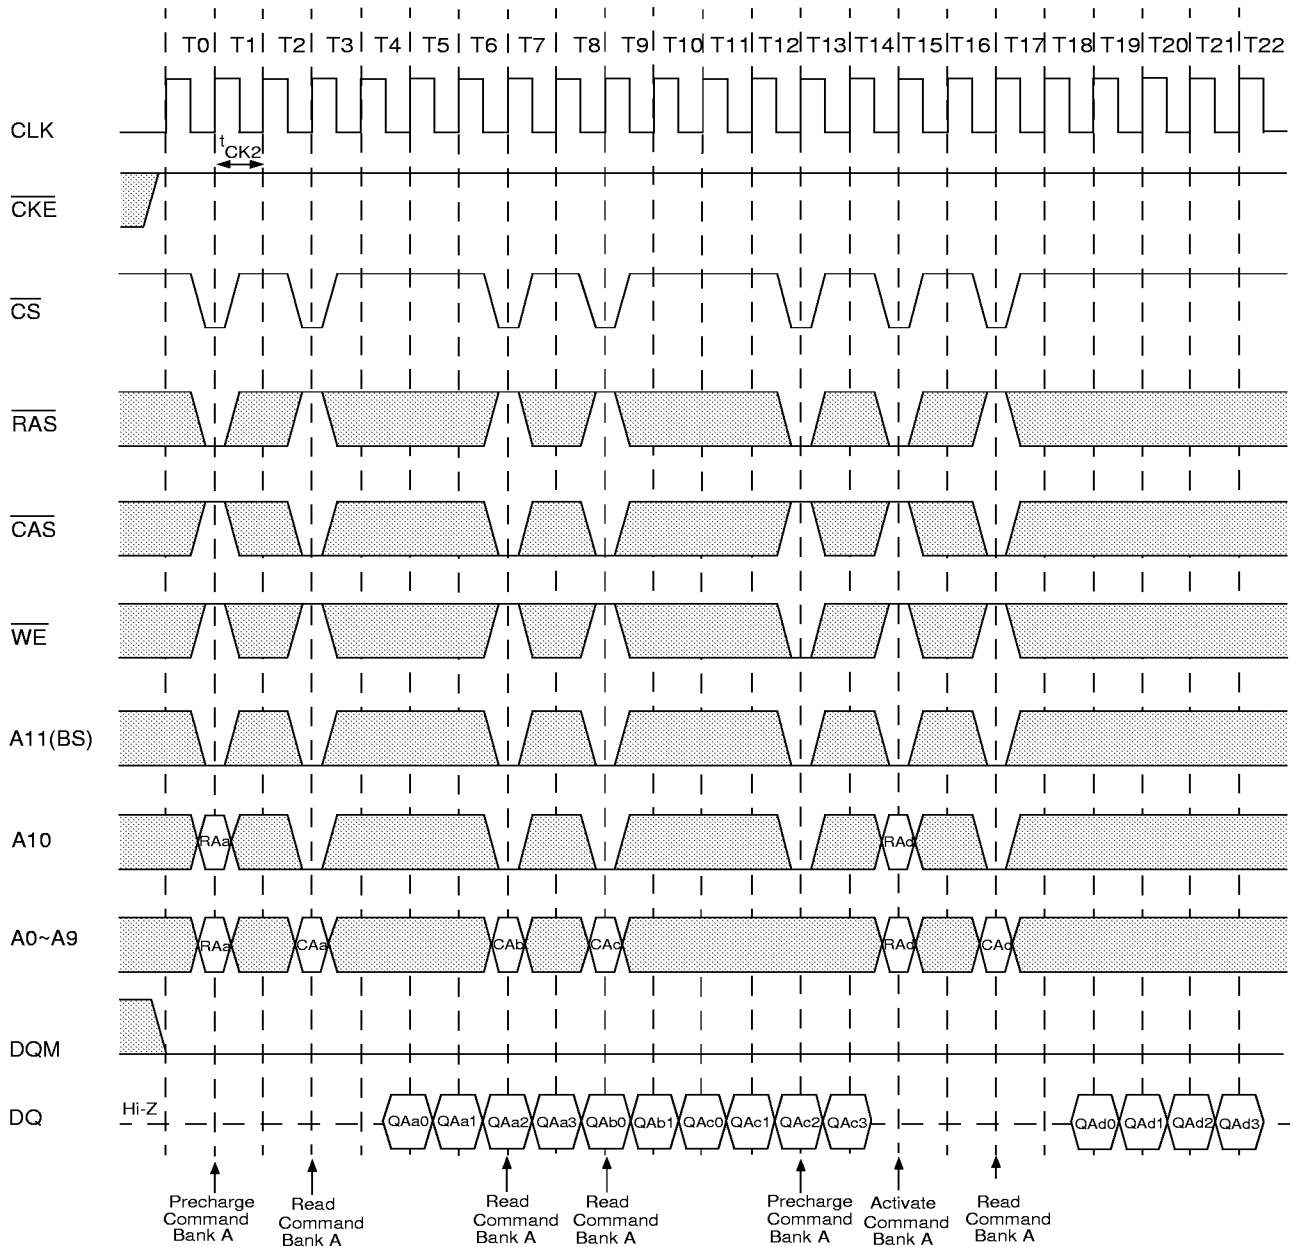 T0 T1 T2 T3 T4 T5 T6 T7 T8 T9 T10 T11 T12 T13 T14 T15 T16 T17 T18 T19 T20 T21 T22
CLK
tCK2
CKE
CS
RAS
CAS
WE
A11(BS)
A10
RAa RAd
A0~A9
RAa CAa CAb CAc RAd CAd
DQM
DQ
Hi-Z
QAa0 QAa1 QAa2 QAa3 QAb0 QAb1 QAc0 QAc1 QAc2 QAc3 QAd0 QAd1 QAd2 QAd3
Precharge
Command
Bank A
Read
Command
Bank A
Read
Command
Bank A
Read
Command
Bank A
Precharge
Command
Bank A
Activate
Command
Bank A
Read
Command
Bank A